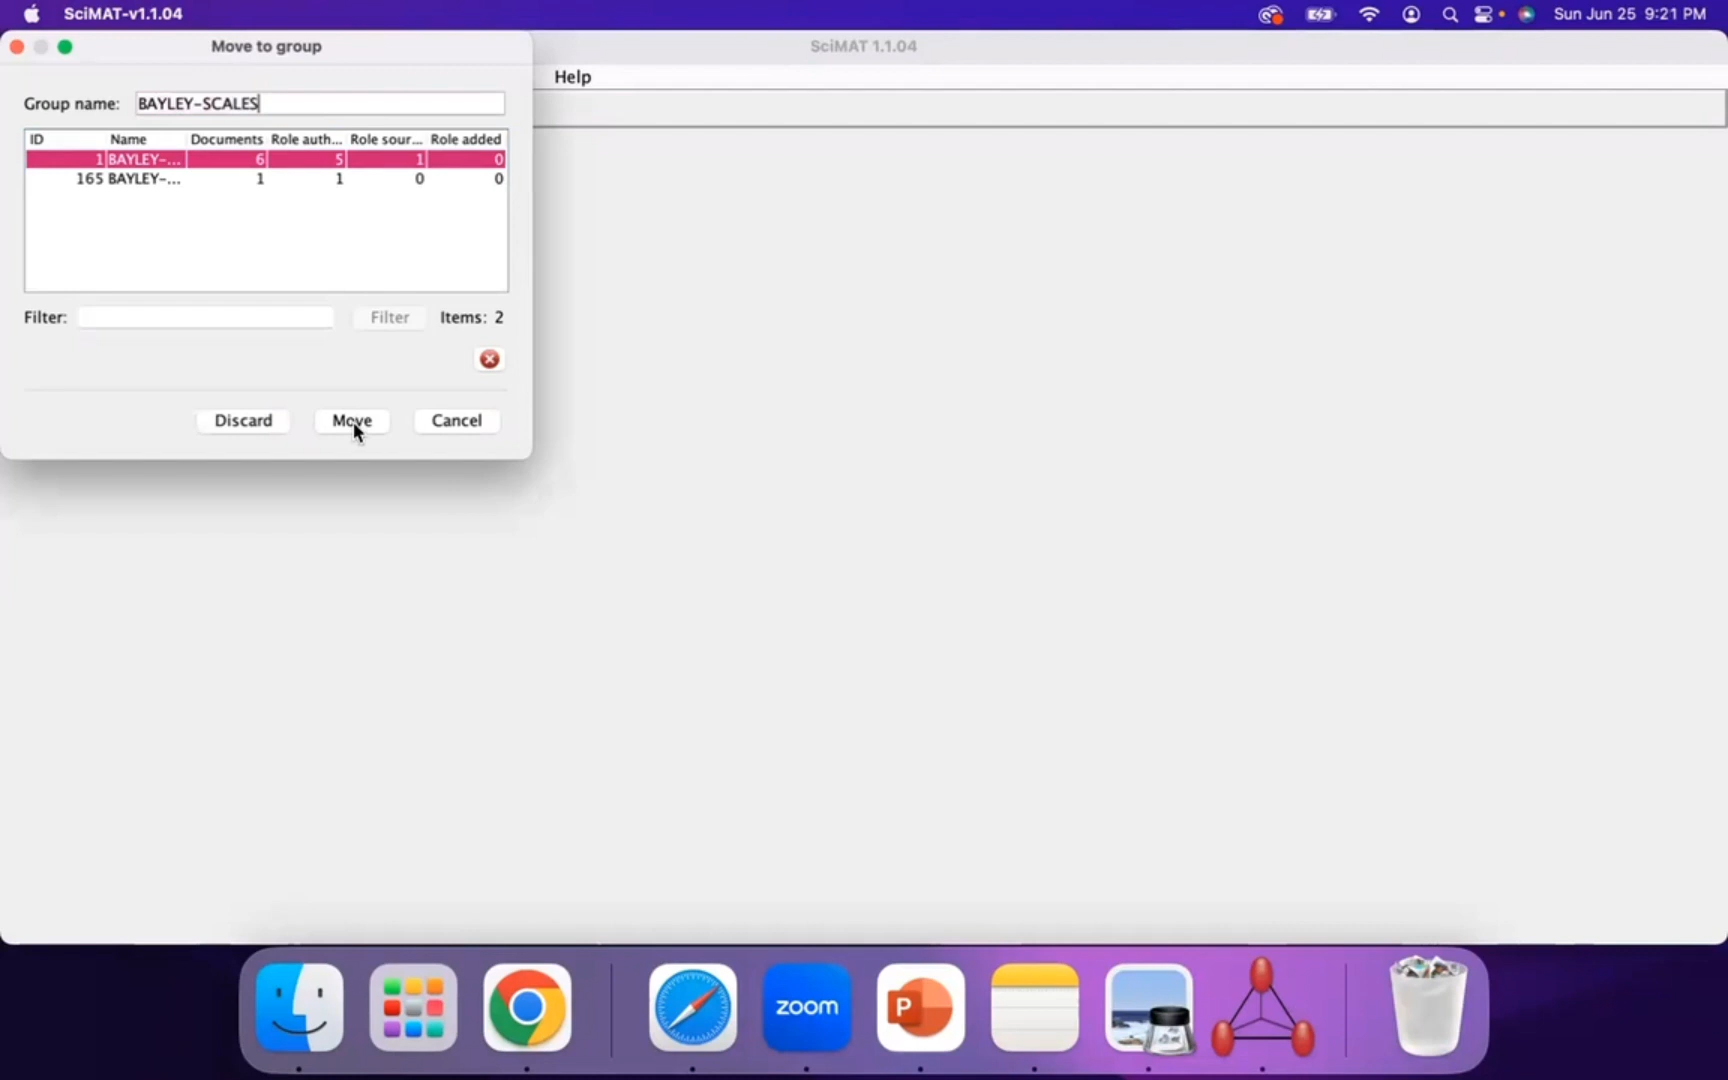 SciMAT-v1.1.04 Sun Jun 25 9:21 PM
Move to group SciMAT 1.1.04
Help
Group name: BAYLEY-SCALES
ID Name Documents Role auth... Role sour... Role added
1 BAYLEY-... 6 5 1 0
165 BAYLEY-... 1 1 0 0
Filter: Filter Items: 2
Discard Move Cancel
zoom
P